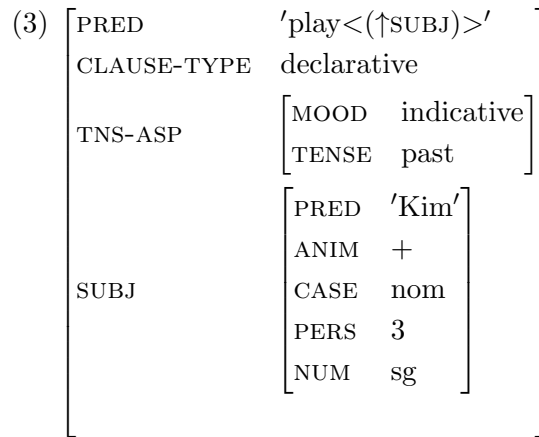 (3) PRED 'play<(↑SUBJ)>'
CLAUSE-TYPE declarative
TNS-ASP MOOD indicative
TENSE past
SUBJ PRED 'Kim'
ANIM +
CASE nom
PERS 3
NUM sg